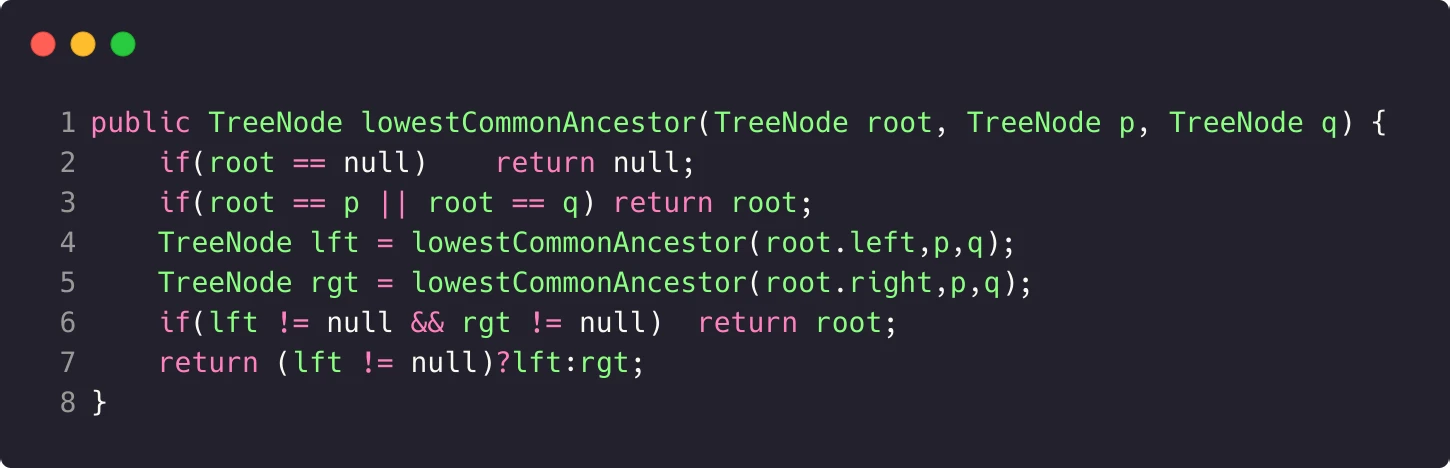 1 public TreeNode lowestCommonAncestor(TreeNode root, TreeNode p, TreeNode q) {
2     if(root == null)    return null;
3     if(root == p || root == q) return root;
4     TreeNode lft = lowestCommonAncestor(root.left,p,q);
5     TreeNode rgt = lowestCommonAncestor(root.right,p,q);
6     if(lft != null && rgt != null)  return root;
7     return (lft != null)?lft:rgt;
8 }